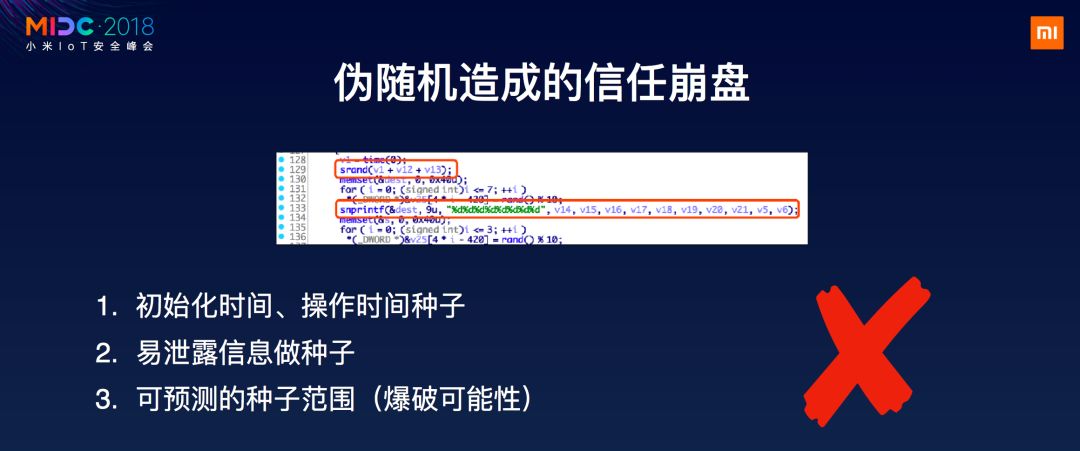 MIDC·2018
小米IoT安全峰会
伪随机造成的信任崩盘
128 v1 = time(0);
129 srand(v1 + v12 + v13);
130 memset(&dest, 0, 0x40u);
131 for ( i = 0; (signed int)i <= 7; ++i )
132 *(_DWORD *)&v25[4 * i - 420] = rand() % 10;
133 snprintf(&dest, 9u, "%d%d%d%d%d%d%d%d", v14, v15, v16, v17, v18, v19, v20, v21, v5, v6);
134 memset(&s, 0, 0x40u);
135 for ( i = 0; (signed int)i <= 3; ++i )
136 *(_DWORD *)&v25[4 * i - 420] = rand() % 10;
1. 初始化时间、操作时间种子
2. 易泄露信息做种子
3. 可预测的种子范围（爆破可能性）